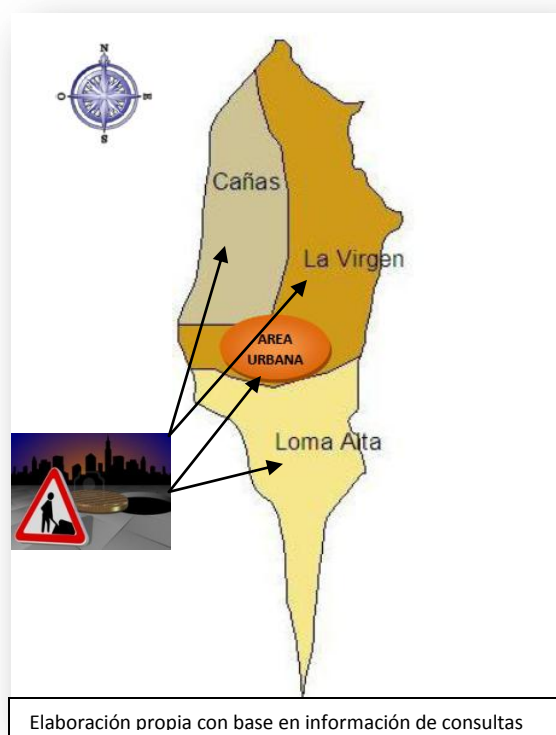 N
O
E
S
Cañas
La Virgen
AREA
URBANA
Loma Alta
Elaboración propia con base en información de consultas